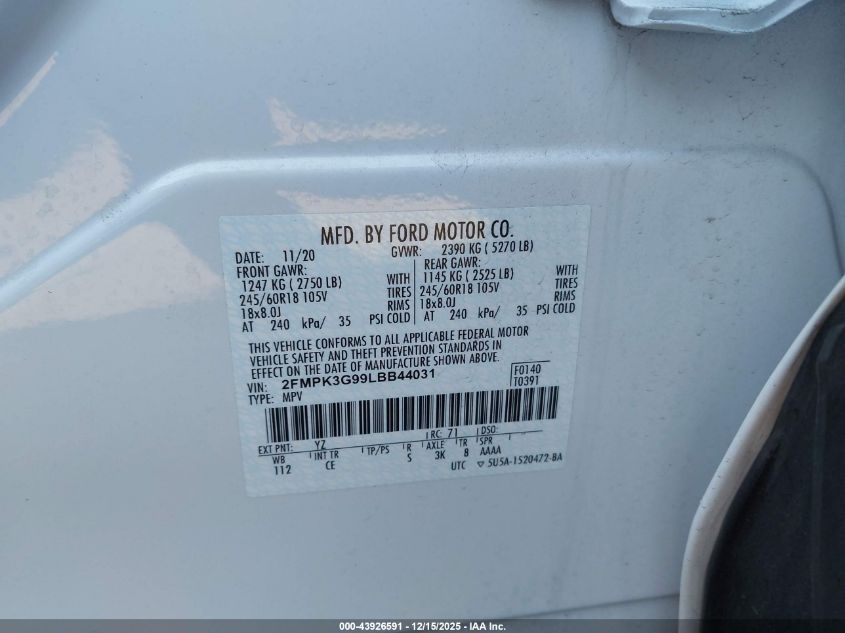 MFD. BY FORD MOTOR CO.
DATE: 11/20 GVWR: 2390 KG ( 5270 LB)
FRONT GAWR: REAR GAWR:
1247 KG ( 2750 LB) WITH 1145 KG ( 2525 LB) WITH
245/60R18 105V TIRES 245/60R18 105V TIRES
18x8.0J RIMS 18x8.0J RIMS
AT 240 kPa/ 35 PSI COLD AT 240 kPa/ 35 PSI COLD
THIS VEHICLE CONFORMS TO ALL APPLICABLE FEDERAL MOTOR
VEHICLE SAFETY AND THEFT PREVENTION STANDARDS IN
EFFECT ON THE DATE OF MANUFACTURE SHOWN ABOVE.
VIN: 2FMPK3G99LBB44031 F0140
TYPE: MPV T0391
EXT PNT: YZ RC: 71 DSO:
WB INT TR TP/PS R AXLE TR SPR
112 CE S 3K 8 AAAA
UTC ▽ 5U5A-1520472-BA
000-43926591 - 12/15/2025 - IAA Inc.